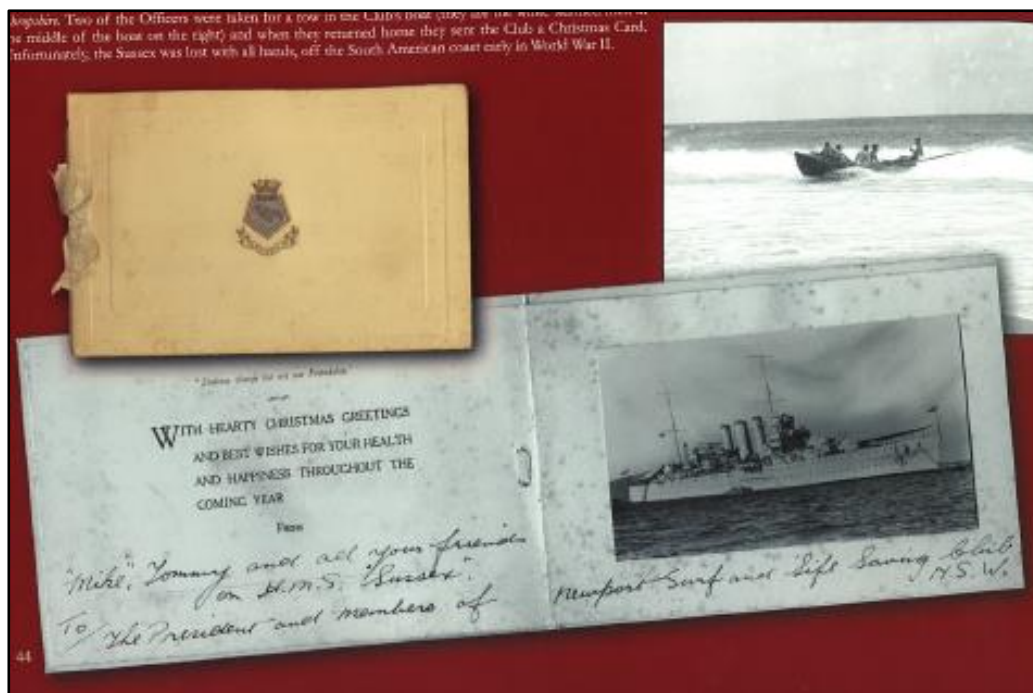 Two of the Officers were taken for a row in the Club's boat (they are the
middle of the boat on the right) and when they returned home they sent the Club a Christmas Card.
Unfortunately, the Sussex was lost with all hands, off the South American coast early in World War II.
WITH HEARTY CHRISTMAS GREETINGS
AND BEST WISHES FOR YOUR HEALTH
AND HAPPINESS THROUGHOUT THE
COMING YEAR
From
"Mike", Tommy and all your friends
on H.M.S. "Sussex".
To/ The President and members of
Newport Surf and Life Saving Club
N.S.W.
44